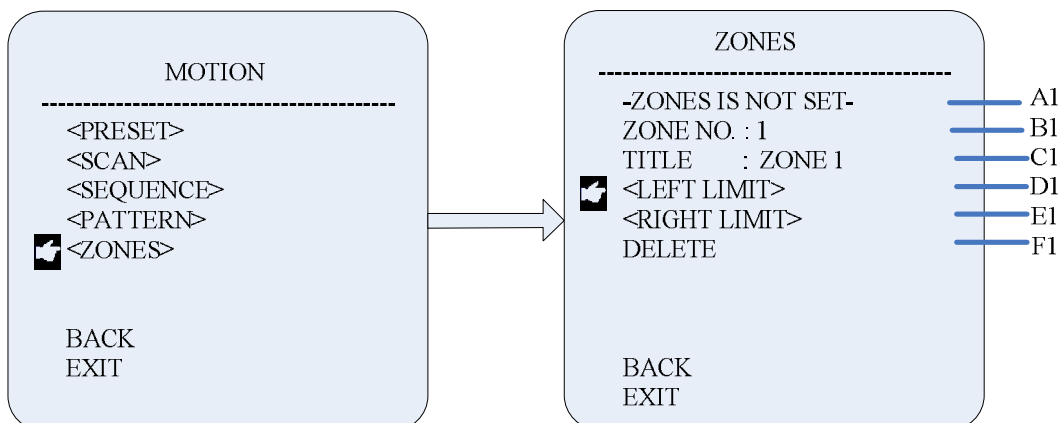 MOTION
<PRESET>
<SCAN>
<SEQUENCE>
<PATTERN>
<ZONES>
BACK
EXIT
ZONES
-ZONES IS NOT SET-
ZONE NO. : 1
TITLE : ZONE 1
<LEFT LIMIT>
<RIGHT LIMIT>
DELETE
BACK
EXIT
A1
B1
C1
D1
E1
F1